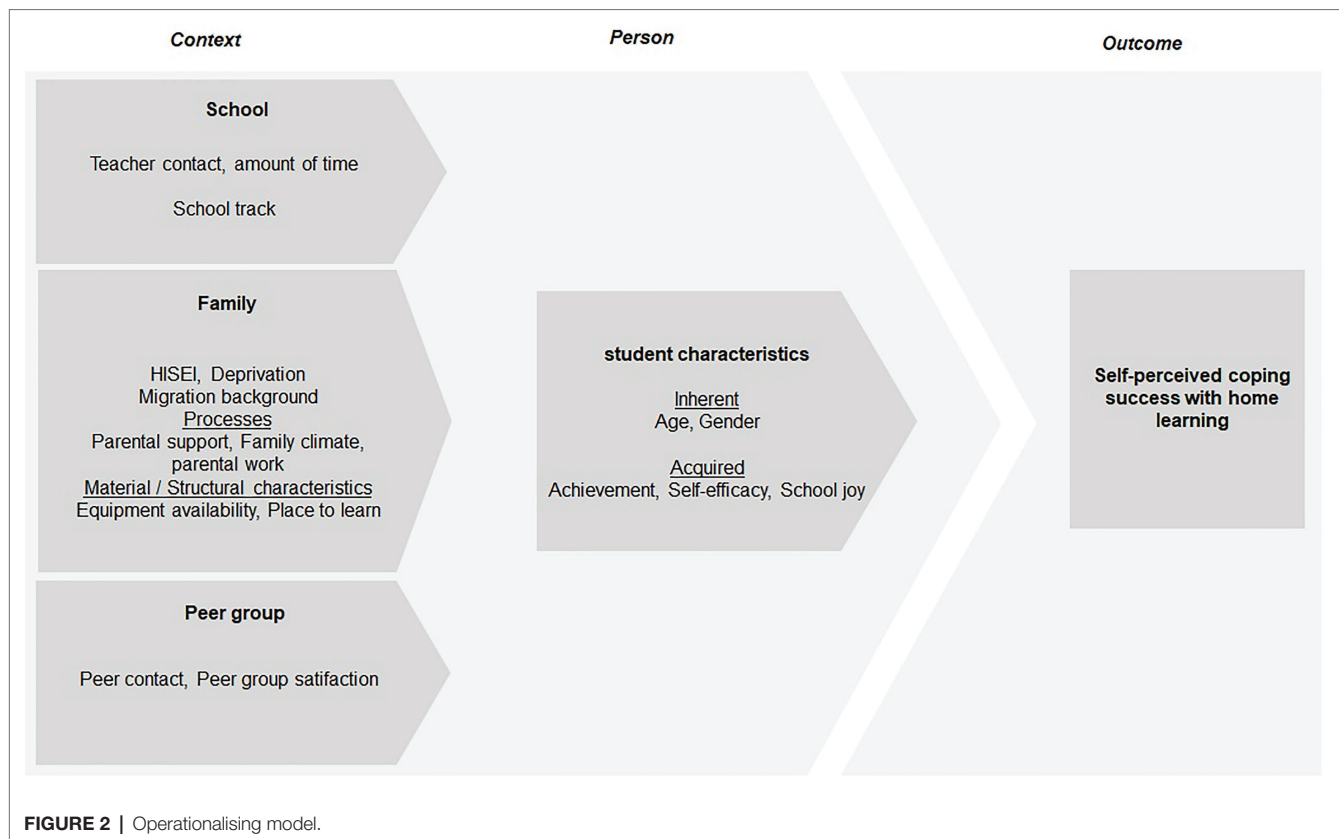 Context
Person
Outcome
School
Teacher contact, amount of time
School track
Family
HISEI, Deprivation
Migration background
Processes
Parental support, Family climate,
parental work
Material / Structural characteristics
Equipment availability, Place to learn
Peer group
Peer contact, Peer group satifaction
student characteristics
Inherent
Age, Gender
Acquired
Achievement, Self-efficacy, School joy
Self-perceived coping
success with home
learning
FIGURE 2 | Operationalising model.